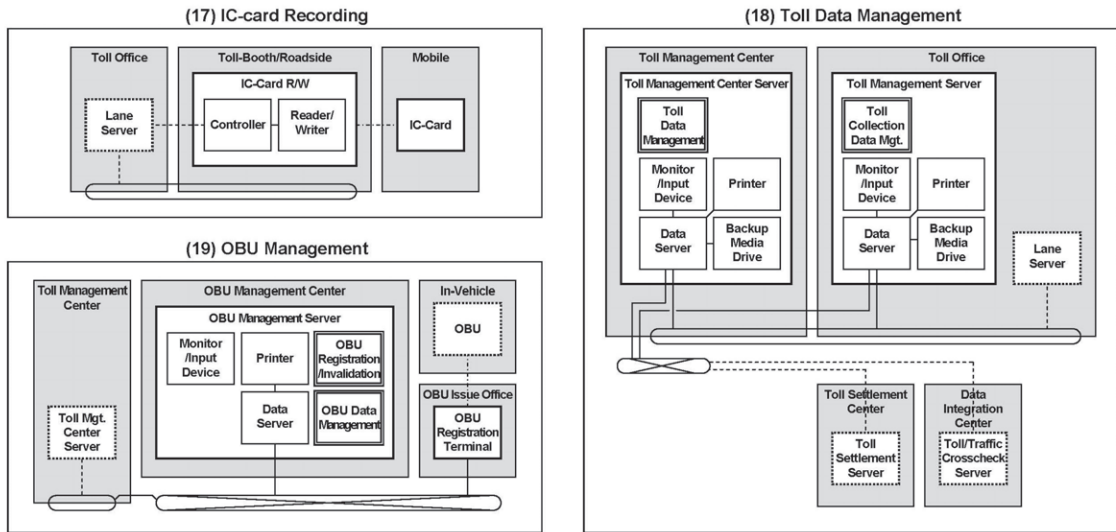 (17) IC-card Recording
Toll Office
Toll-Booth/Roadside
Mobile
IC-Card R/W
Lane
Server
Controller
Reader/
Writer
IC-Card
(18) Toll Data Management
Toll Management Center
Toll Office
Toll Management Center Server
Toll Management Server
Toll
Data
Management
Toll
Collection
Data Mgt.
Monitor
/Input
Device
Printer
Monitor
/Input
Device
Printer
Data
Server
Backup
Media
Drive
Data
Server
Backup
Media
Drive
Lane
Server
Toll Settlement
Center
Data
Integration
Center
Toll
Settlement
Server
Toll/Traffic
Crosscheck
Server
(19) OBU Management
Toll Management
Center
OBU Management Center
In-Vehicle
OBU Management Server
OBU
Monitor
/Input
Device
Printer
OBU
Registration
/Invalidation
OBU Issue Office
Toll Mgt.
Center
Server
Data
Server
OBU Data
Management
OBU
Registration
Terminal